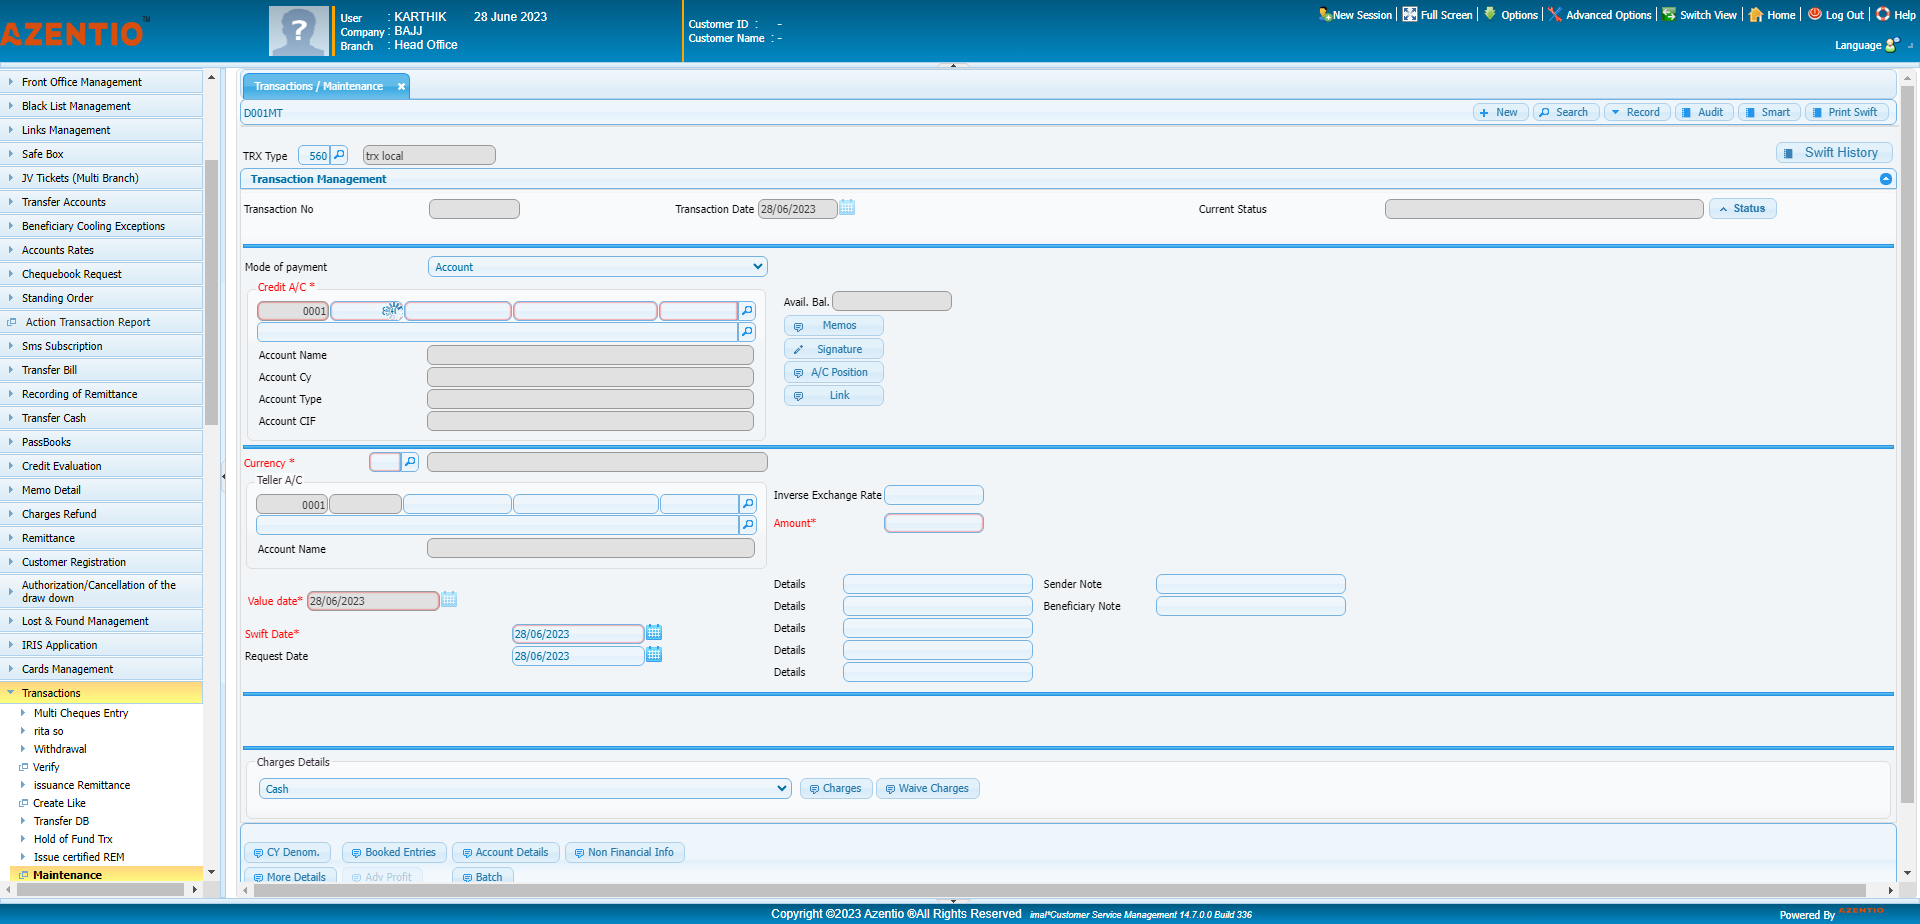 AZENTIO™
User : KARTHIK 28 June 2023
Company : BAJJ
Branch : Head Office
Customer ID : -
Customer Name : -
New Session Full Screen Options Advanced Options Switch View Home Log Out Help
Language
Front Office Management
Black List Management
Links Management
Safe Box
JV Tickets (Multi Branch)
Transfer Accounts
Beneficiary Cooling Exceptions
Accounts Rates
Chequebook Request
Standing Order
Action Transaction Report
Sms Subscription
Transfer Bill
Recording of Remittance
Transfer Cash
PassBooks
Credit Evaluation
Memo Detail
Charges Refund
Remittance
Customer Registration
Authorization/Cancellation of the
draw down
Lost & Found Management
IRIS Application
Cards Management
Transactions
Multi Cheques Entry
rita so
Withdrawal
Verify
issuance Remittance
Create Like
Transfer DB
Hold of Fund Trx
Issue certified REM
Maintenance
Transactions / Maintenance
D001MT
New Search Record Audit Smart Print Swift
TRX Type 560 trx local
Swift History
Transaction Management
Transaction No Transaction Date 28/06/2023 Current Status Status
Mode of payment Account
Credit A/C *
0001
Avail. Bal.
Memos
Signature
A/C Position
Link
Account Name
Account Cy
Account Type
Account CIF
Currency *
Teller A/C
0001
Account Name
Inverse Exchange Rate
Amount*
Value date* 28/06/2023
Swift Date* 28/06/2023
Request Date 28/06/2023
Details Sender Note
Details Beneficiary Note
Details
Details
Details
Charges Details
Cash Charges Waive Charges
CY Denom. Booked Entries Account Details Non Financial Info
More Details Adv Profit Batch
Copyright ©2023 Azentio ®All Rights Reserved imal*Customer Service Management 14.7.0.0 Build 336
Powered By AZENTIO